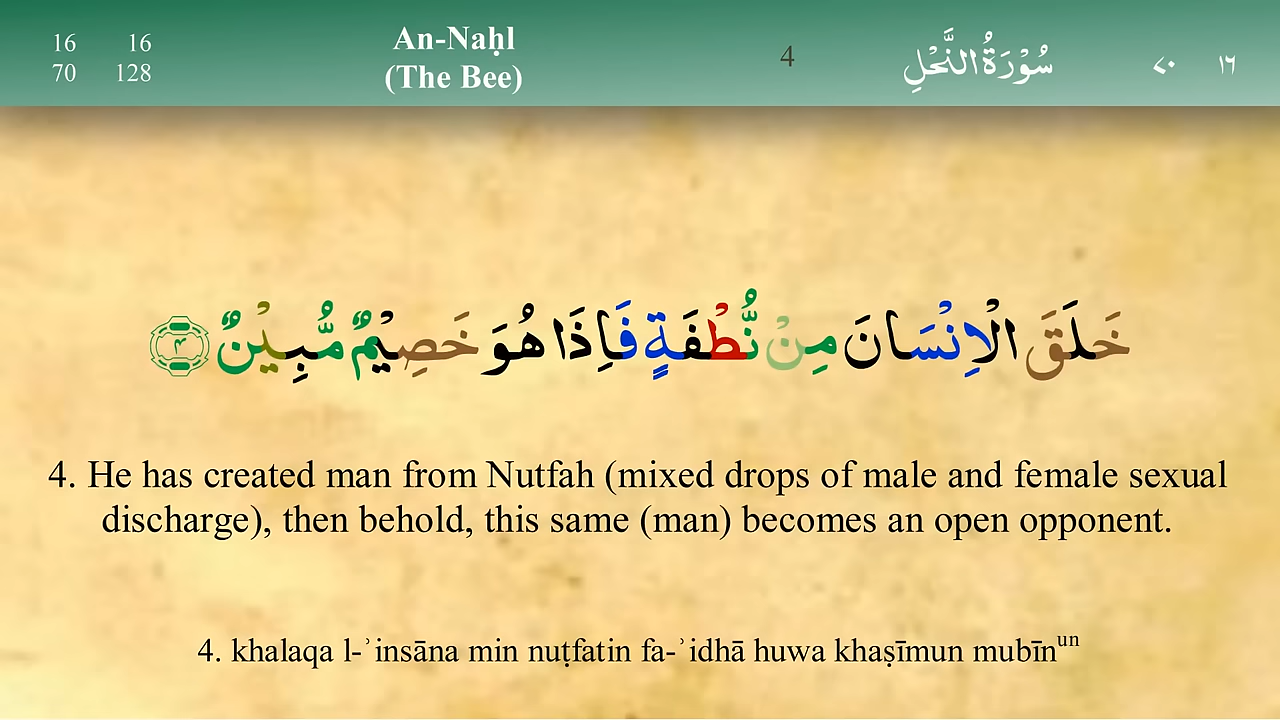 16 16
70 128
An-Naḥl
(The Bee)
4
سُوْرَةُ النَّحْلِ
٧٠ ١٦
خَلَقَ الْاِنْسَانَ مِنْ نُّطْفَةٍ فَاِذَا هُوَ خَصِيْمٌ مُّبِيْنٌ ٤
4. He has created man from Nutfah (mixed drops of male and female sexual
discharge), then behold, this same (man) becomes an open opponent.
4. khalaqa l-ʾinsāna min nuṭfatin fa-ʾidhā huwa khaṣīmun mubīnᵘⁿ